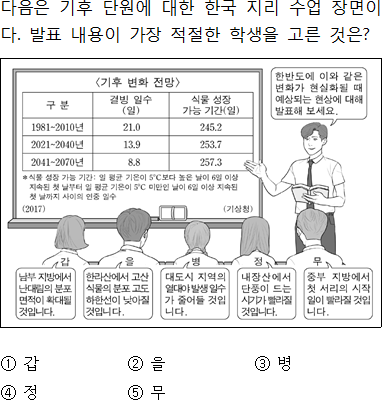 다음은 기후 단원에 대한 한국 지리 수업 장면이
다. 발표 내용이 가장 적절한 학생을 고른 것은?
<기후 변화 전망>
구 분 결빙 일수 (일) 식물 성장 가능 기간(일)
1981~2010년 21.0 245.2
2021~2040년 13.9 253.7
2041~2070년 8.8 257.3
*식물 성장 가능 기간: 일 평균 기온이 5℃보다 높은 날이 6일 이상
지속된 첫 날부터 일 평균 기온이 5℃ 미만인 날이 6일 이상 지속된
첫 날까지 사이의 연중 일수
(2017) (기상청)
한반도에 이와 같은
변화가 현실화될 때
예상되는 현상에 대해
발표해 보세요.
갑
남부 지방에서
난대림의 분포
면적이 확대될
것입니다.
을
한라산에서 고산
식물의 분포 고도
하한선이 낮아질
것입니다.
병
대도시 지역의
열대야 발생 일수
가 줄어들 것입니
다.
정
내장산에서
단풍이 드는
시기가 빨라질
것입니다.
무
중부 지방에서
첫 서리의 시작
일이 빨라질 것
입니다.
① 갑 ② 을 ③ 병
④ 정 ⑤ 무